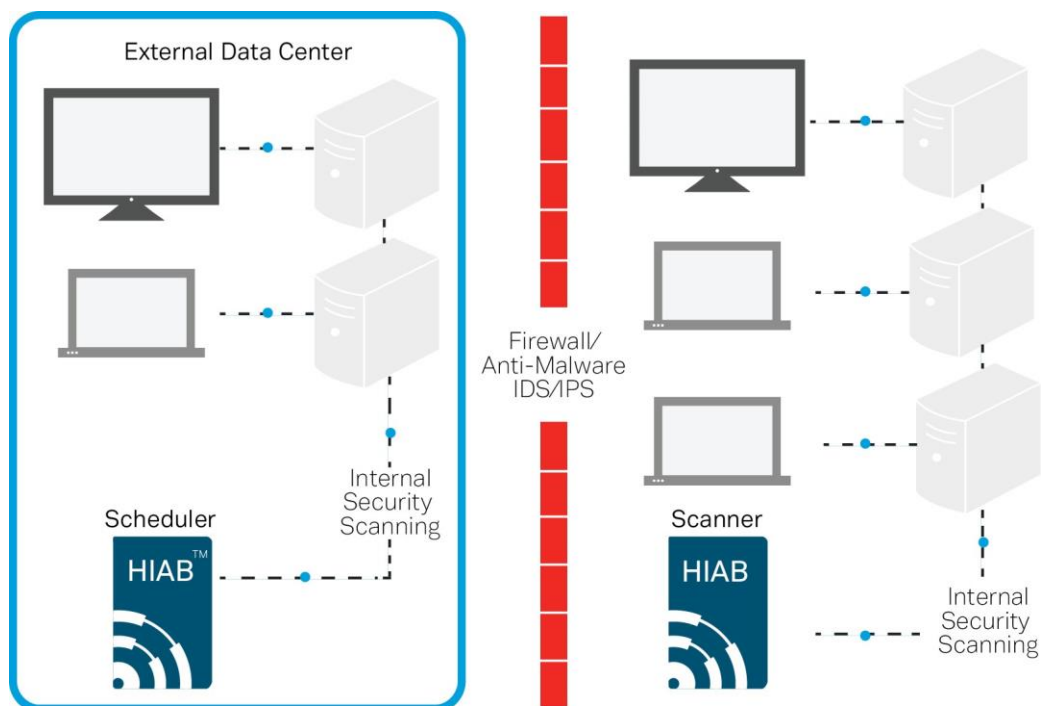 External Data Center
Internal
Security
Scanning
Scheduler
HIAB™
Firewall/
Anti-Malware
IDS/IPS
Scanner
HIAB
Internal
Security
Scanning